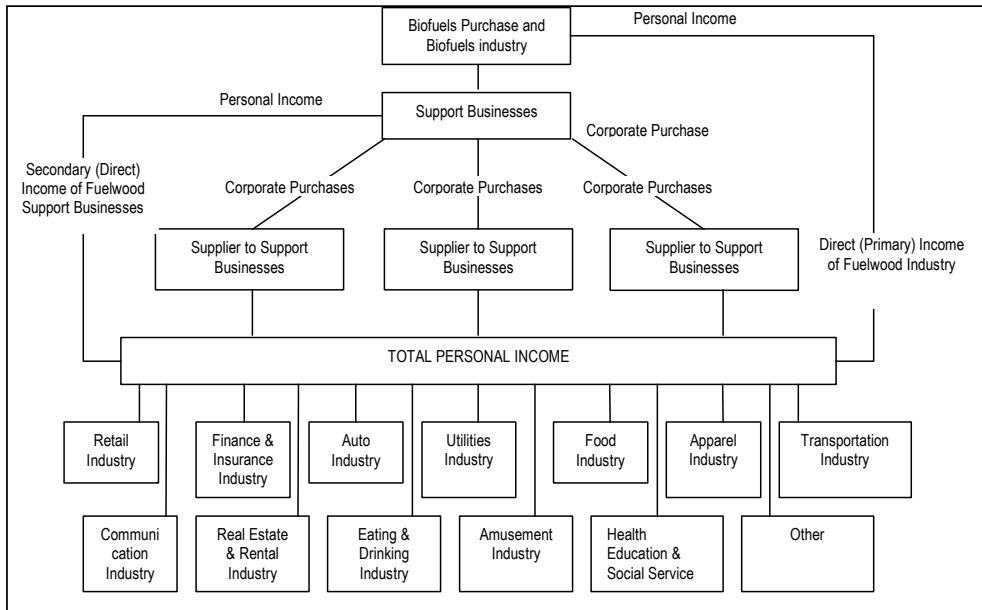 Biofuels Purchase and
Biofuels industry
Personal Income
Personal Income
Support Businesses
Corporate Purchase
Secondary (Direct)
Income of Fuelwood
Support Businesses
Corporate Purchases
Corporate Purchases
Corporate Purchases
Supplier to Support
Businesses
Supplier to Support
Businesses
Supplier to Support
Businesses
Direct (Primary) Income
of Fuelwood Industry
TOTAL PERSONAL INCOME
Retail
Industry
Finance &
Insurance
Industry
Auto
Industry
Utilities
Industry
Food
Industry
Apparel
Industry
Transportation
Industry
Communi
cation
Industry
Real Estate
& Rental
Industry
Eating &
Drinking
Industry
Amusement
Industry
Health
Education &
Social Service
Other